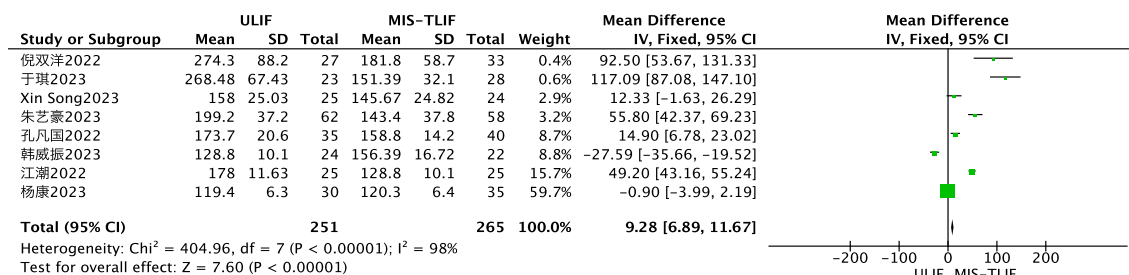 ULIF MIS-TLIF Mean Difference Mean Difference
Study or Subgroup Mean SD Total Mean SD Total Weight IV, Fixed, 95% CI IV, Fixed, 95% CI
倪双洋2022 274.3 88.2 27 181.8 58.7 33 0.4% 92.50 [53.67, 131.33]
于琪2023 268.48 67.43 23 151.39 32.1 28 0.6% 117.09 [87.08, 147.10]
Xin Song2023 158 25.03 25 145.67 24.82 24 2.9% 12.33 [-1.63, 26.29]
朱艺豪2023 199.2 37.2 62 143.4 37.8 58 3.2% 55.80 [42.37, 69.23]
孔凡国2022 173.7 20.6 35 158.8 14.2 40 8.7% 14.90 [6.78, 23.02]
韩威振2023 128.8 10.1 24 156.39 16.72 22 8.8% -27.59 [-35.66, -19.52]
江潮2022 178 11.63 25 128.8 10.1 25 15.7% 49.20 [43.16, 55.24]
杨康2023 119.4 6.3 30 120.3 6.4 35 59.7% -0.90 [-3.99, 2.19]
Total (95% CI) 251 265 100.0% 9.28 [6.89, 11.67]
Heterogeneity: Chi² = 404.96, df = 7 (P < 0.00001); I² = 98%
Test for overall effect: Z = 7.60 (P < 0.00001)
-200 -100 0 100 200
ULIF MIS-TLIF